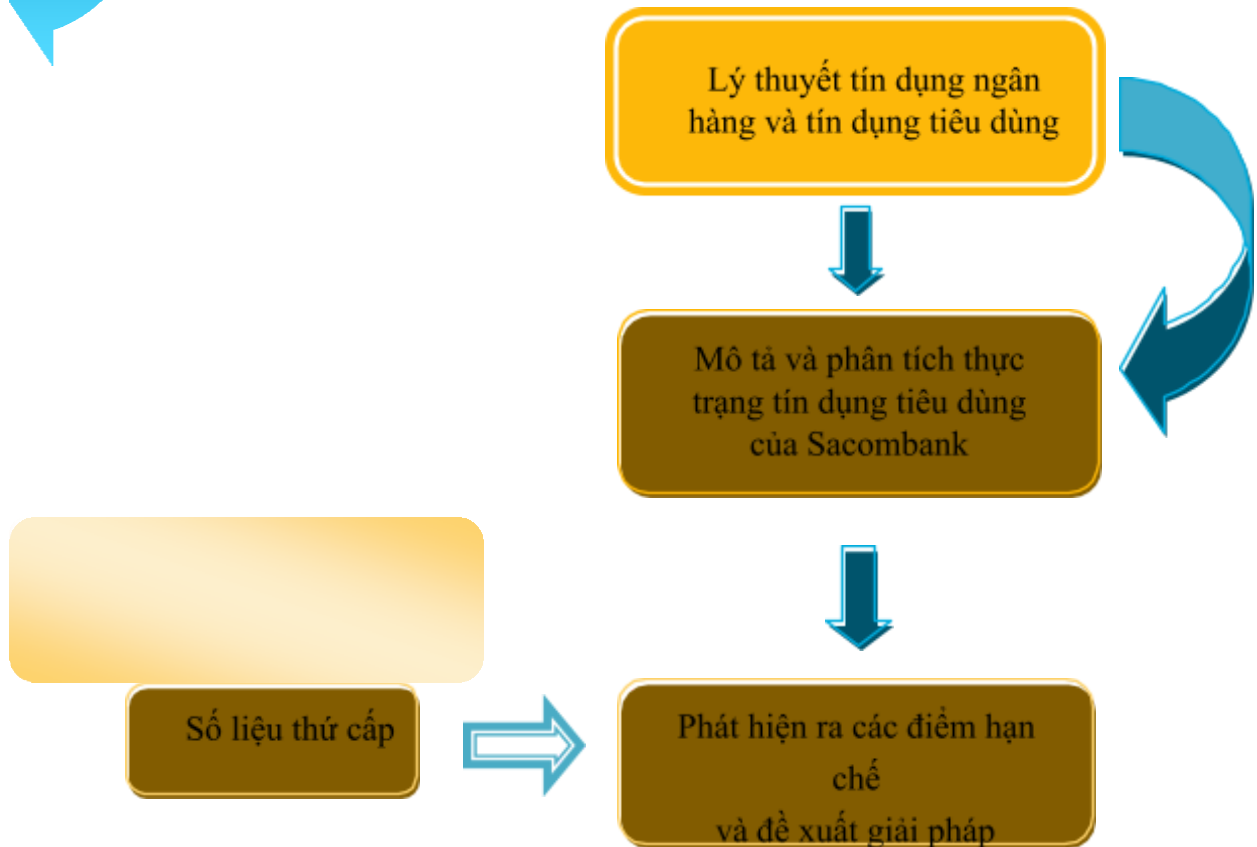 Lý thuyết tín dụng ngân
hàng và tín dụng tiêu dùng
Mô tả và phân tích thực
trạng tín dụng tiêu dùng
của Sacombank
Số liệu thứ cấp
Phát hiện ra các điểm hạn
chế
và đề xuất giải pháp